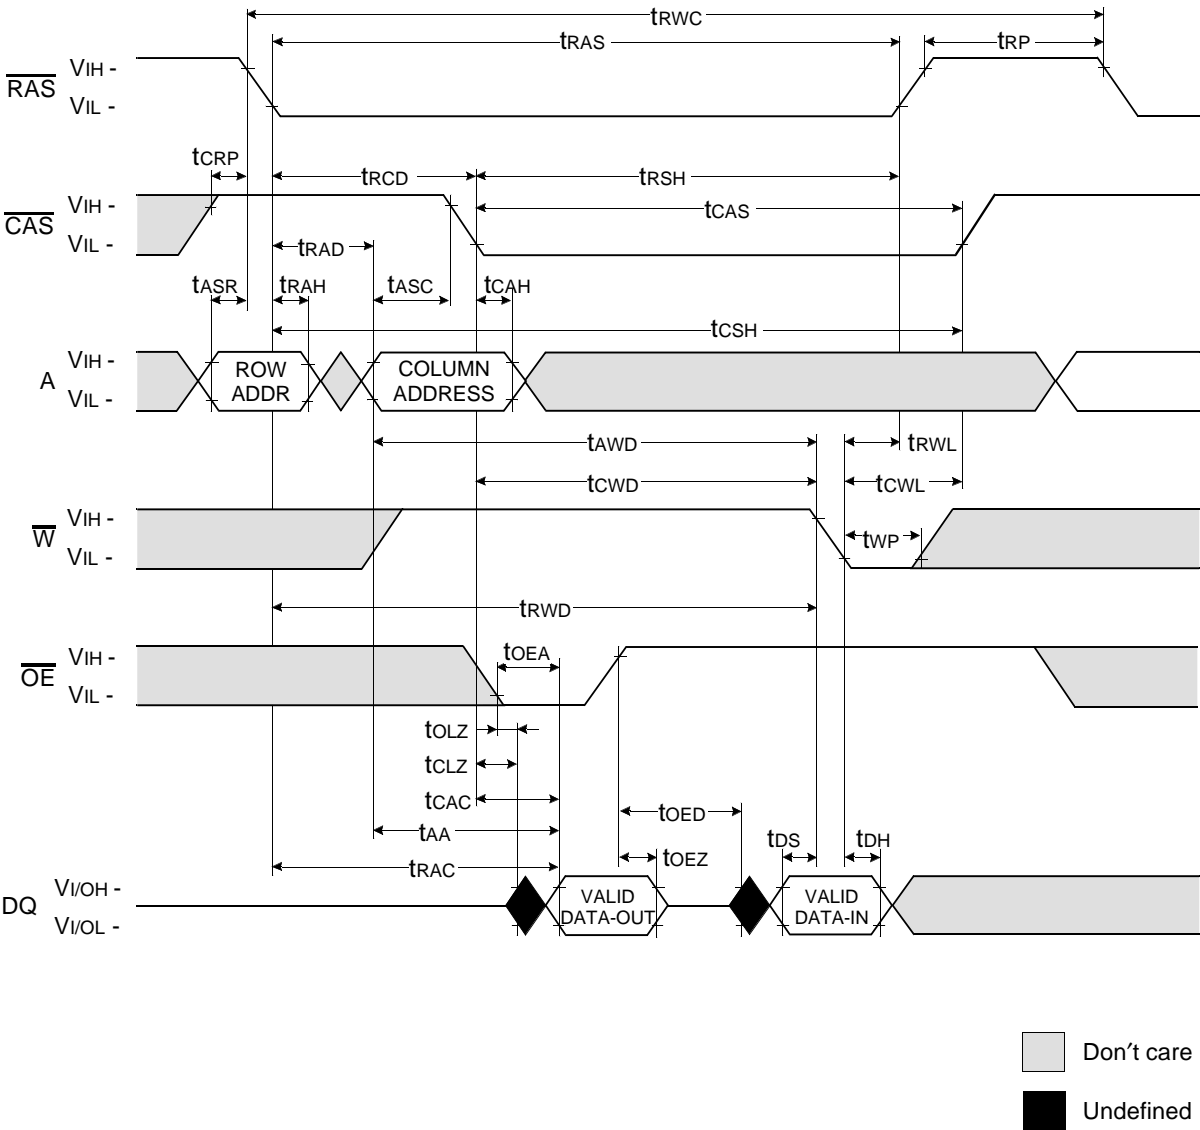 tRWC
tRAS
tRP
RAS
VIH -
VIL -
tCRP
tRCD
tRSH
CAS
VIH -
VIL -
tCAS
tRAD
tASR
tRAH
tASC
tCAH
tCSH
A
VIH -
VIL -
ROW
ADDR
COLUMN
ADDRESS
tAWD
tRWL
tCWD
tCWL
W
VIH -
VIL -
tWP
tRWD
OE
VIH -
VIL -
tOEA
tOLZ
tCLZ
tCAC
tOED
tAA
tDS
tDH
tRAC
tOEZ
DQ
VI/OH -
VI/OL -
VALID
DATA-OUT
VALID
DATA-IN
Don′t care
Undefined